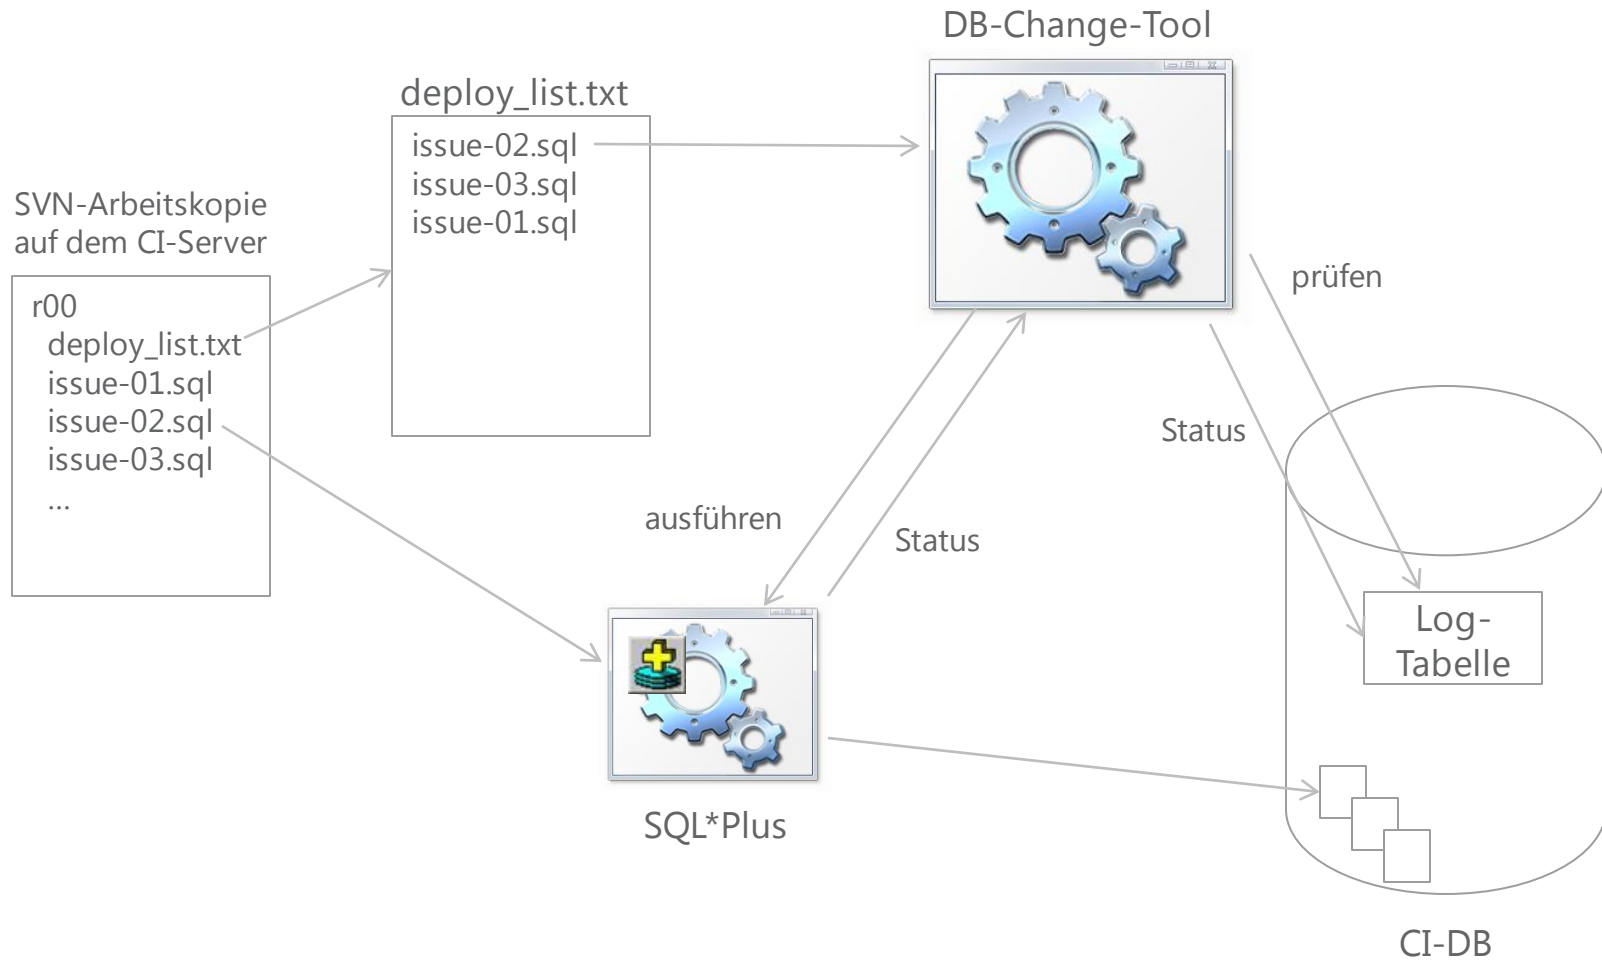 DB-Change-Tool
deploy_list.txt
issue-02.sql
issue-03.sql
issue-01.sql
SVN-Arbeitskopie
auf dem CI-Server
r00
deploy_list.txt
issue-01.sql
issue-02.sql
issue-03.sql
...
prüfen
Status
ausführen
Status
Log-
Tabelle
SQL*Plus
CI-DB